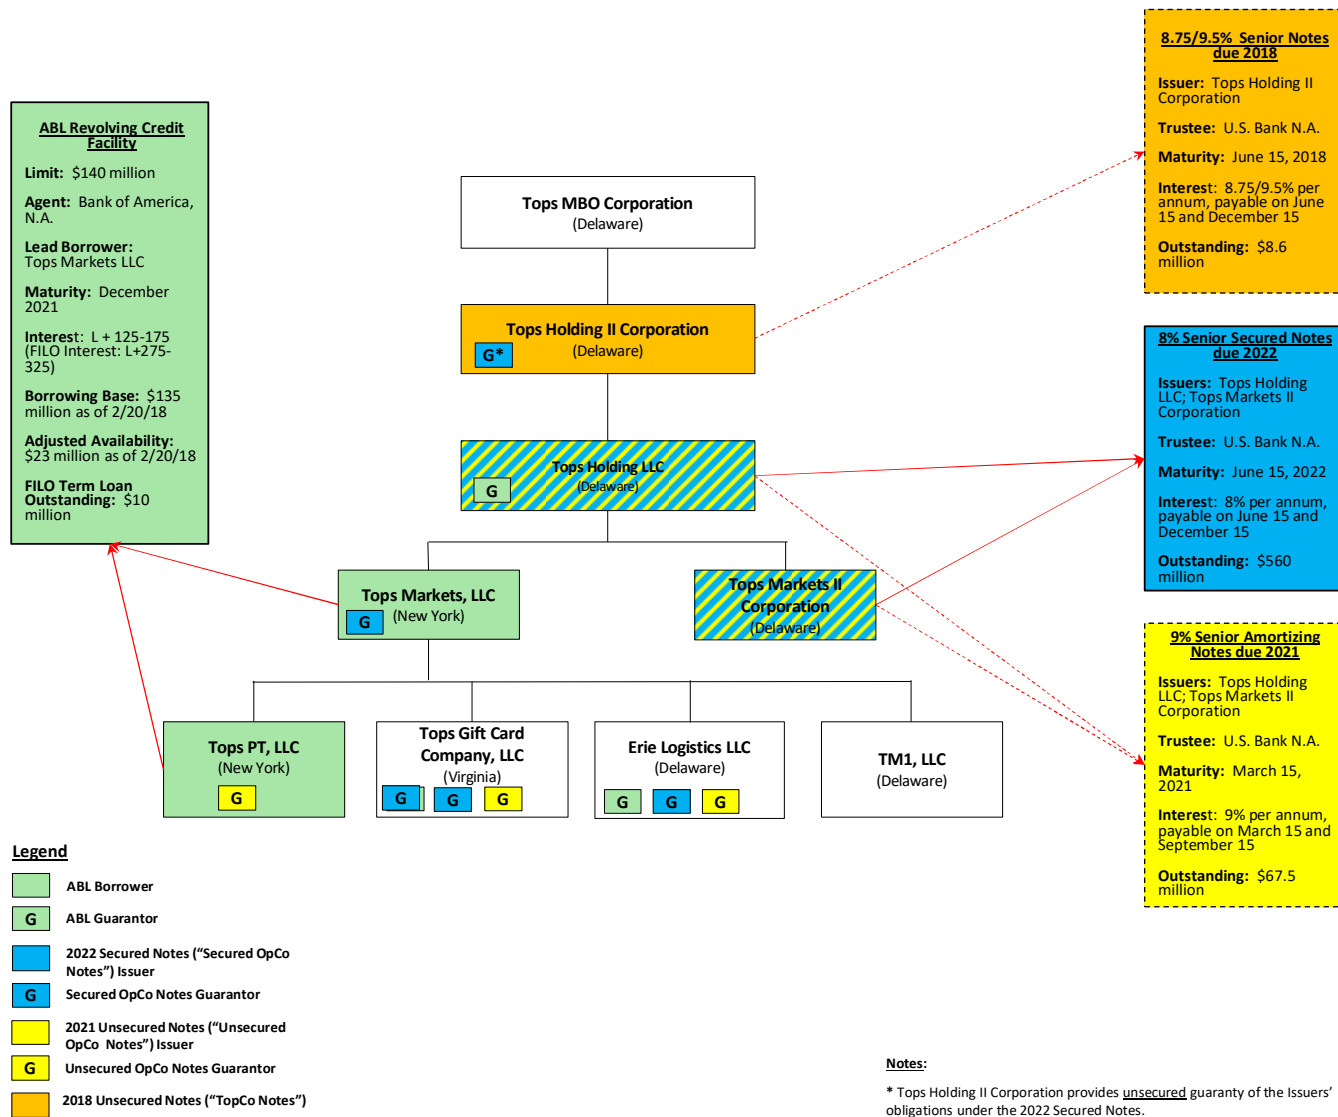 8.75/9.5% Senior Notes
due 2018
Issuer: Tops Holding II
Corporation
Trustee: U.S. Bank N.A.
Maturity: June 15, 2018
Interest: 8.75/9.5% per
annum, payable on June
15 and December 15
Outstanding: $8.6
million
ABL Revolving Credit
Facility
Limit: $140 million
Agent: Bank of America,
N.A.
Lead Borrower:
Tops Markets LLC
Maturity: December
2021
Interest: L + 125-175
(FILO Interest: L+275-
325)
Borrowing Base: $135
million as of 2/20/18
Adjusted Availability:
$23 million as of 2/20/18
FILO Term Loan
Outstanding: $10
million
Tops MBO Corporation
(Delaware)
Tops Holding II Corporation
(Delaware)
G*
8% Senior Secured Notes
due 2022
Issuers: Tops Holding
LLC; Tops Markets II
Corporation
Trustee: U.S. Bank N.A.
Maturity: June 15, 2022
Interest: 8% per annum,
payable on June 15 and
December 15
Outstanding: $560
million
Tops Holding LLC
(Delaware)
G
Tops Markets, LLC
(New York)
G
Tops Markets II
Corporation
(Delaware)
9% Senior Amortizing
Notes due 2021
Issuers: Tops Holding
LLC; Tops Markets II
Corporation
Trustee: U.S. Bank N.A.
Maturity: March 15,
2021
Interest: 9% per annum,
payable on March 15 and
September 15
Outstanding: $67.5
million
Tops PT, LLC
(New York)
G
Tops Gift Card
Company, LLC
(Virginia)
G G G
Erie Logistics LLC
(Delaware)
G G G
TM1, LLC
(Delaware)
Legend
ABL Borrower
G ABL Guarantor
2022 Secured Notes (“Secured OpCo
Notes”) Issuer
G Secured OpCo Notes Guarantor
2021 Unsecured Notes (“Unsecured
OpCo Notes”) Issuer
G Unsecured OpCo Notes Guarantor
2018 Unsecured Notes (“TopCo Notes”)
Notes:
* Tops Holding II Corporation provides unsecured guaranty of the Issuers’
obligations under the 2022 Secured Notes.